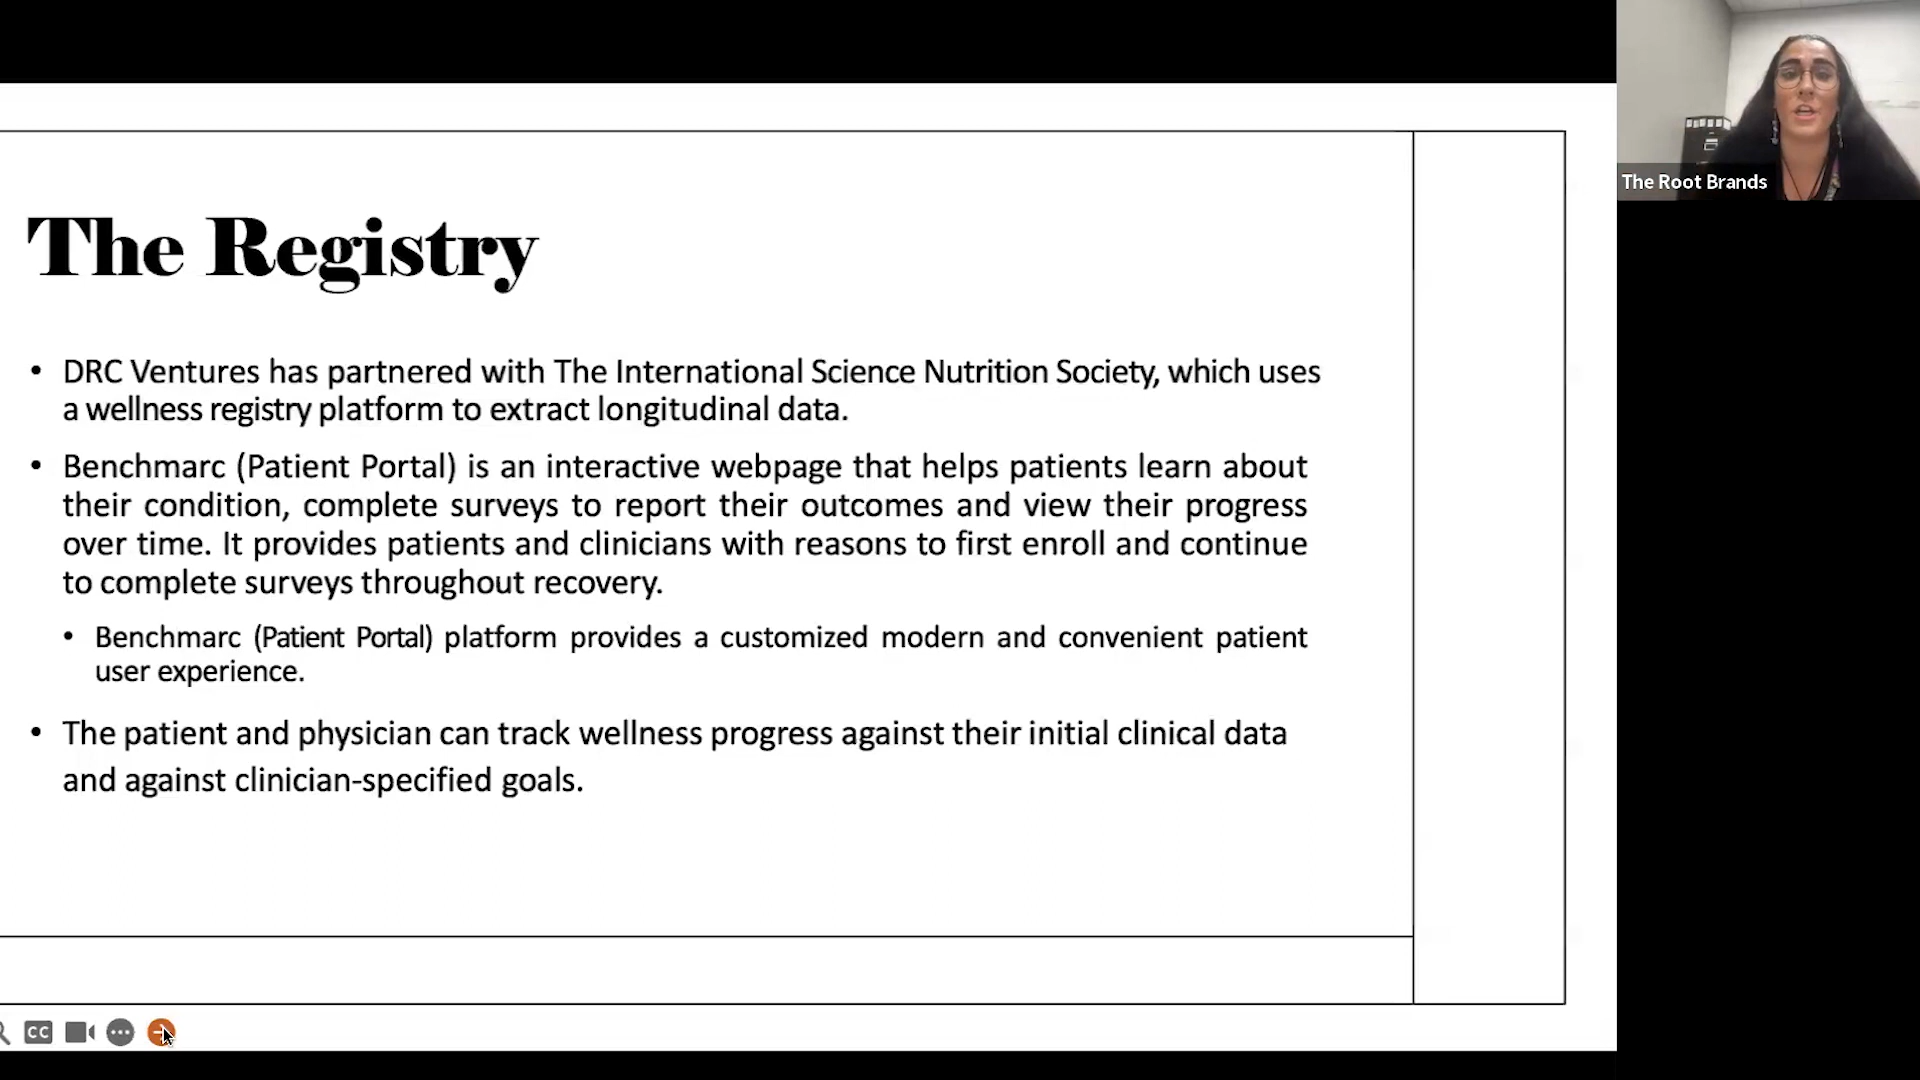 The Root Brands
The Registry
• DRC Ventures has partnered with The International Science Nutrition Society, which uses
a wellness registry platform to extract longitudinal data.
• Benchmarc (Patient Portal) is an interactive webpage that helps patients learn about
their condition, complete surveys to report their outcomes and view their progress
over time. It provides patients and clinicians with reasons to first enroll and continue
to complete surveys throughout recovery.
• Benchmarc (Patient Portal) platform provides a customized modern and convenient patient
user experience.
• The patient and physician can track wellness progress against their initial clinical data
and against clinician-specified goals.
CC